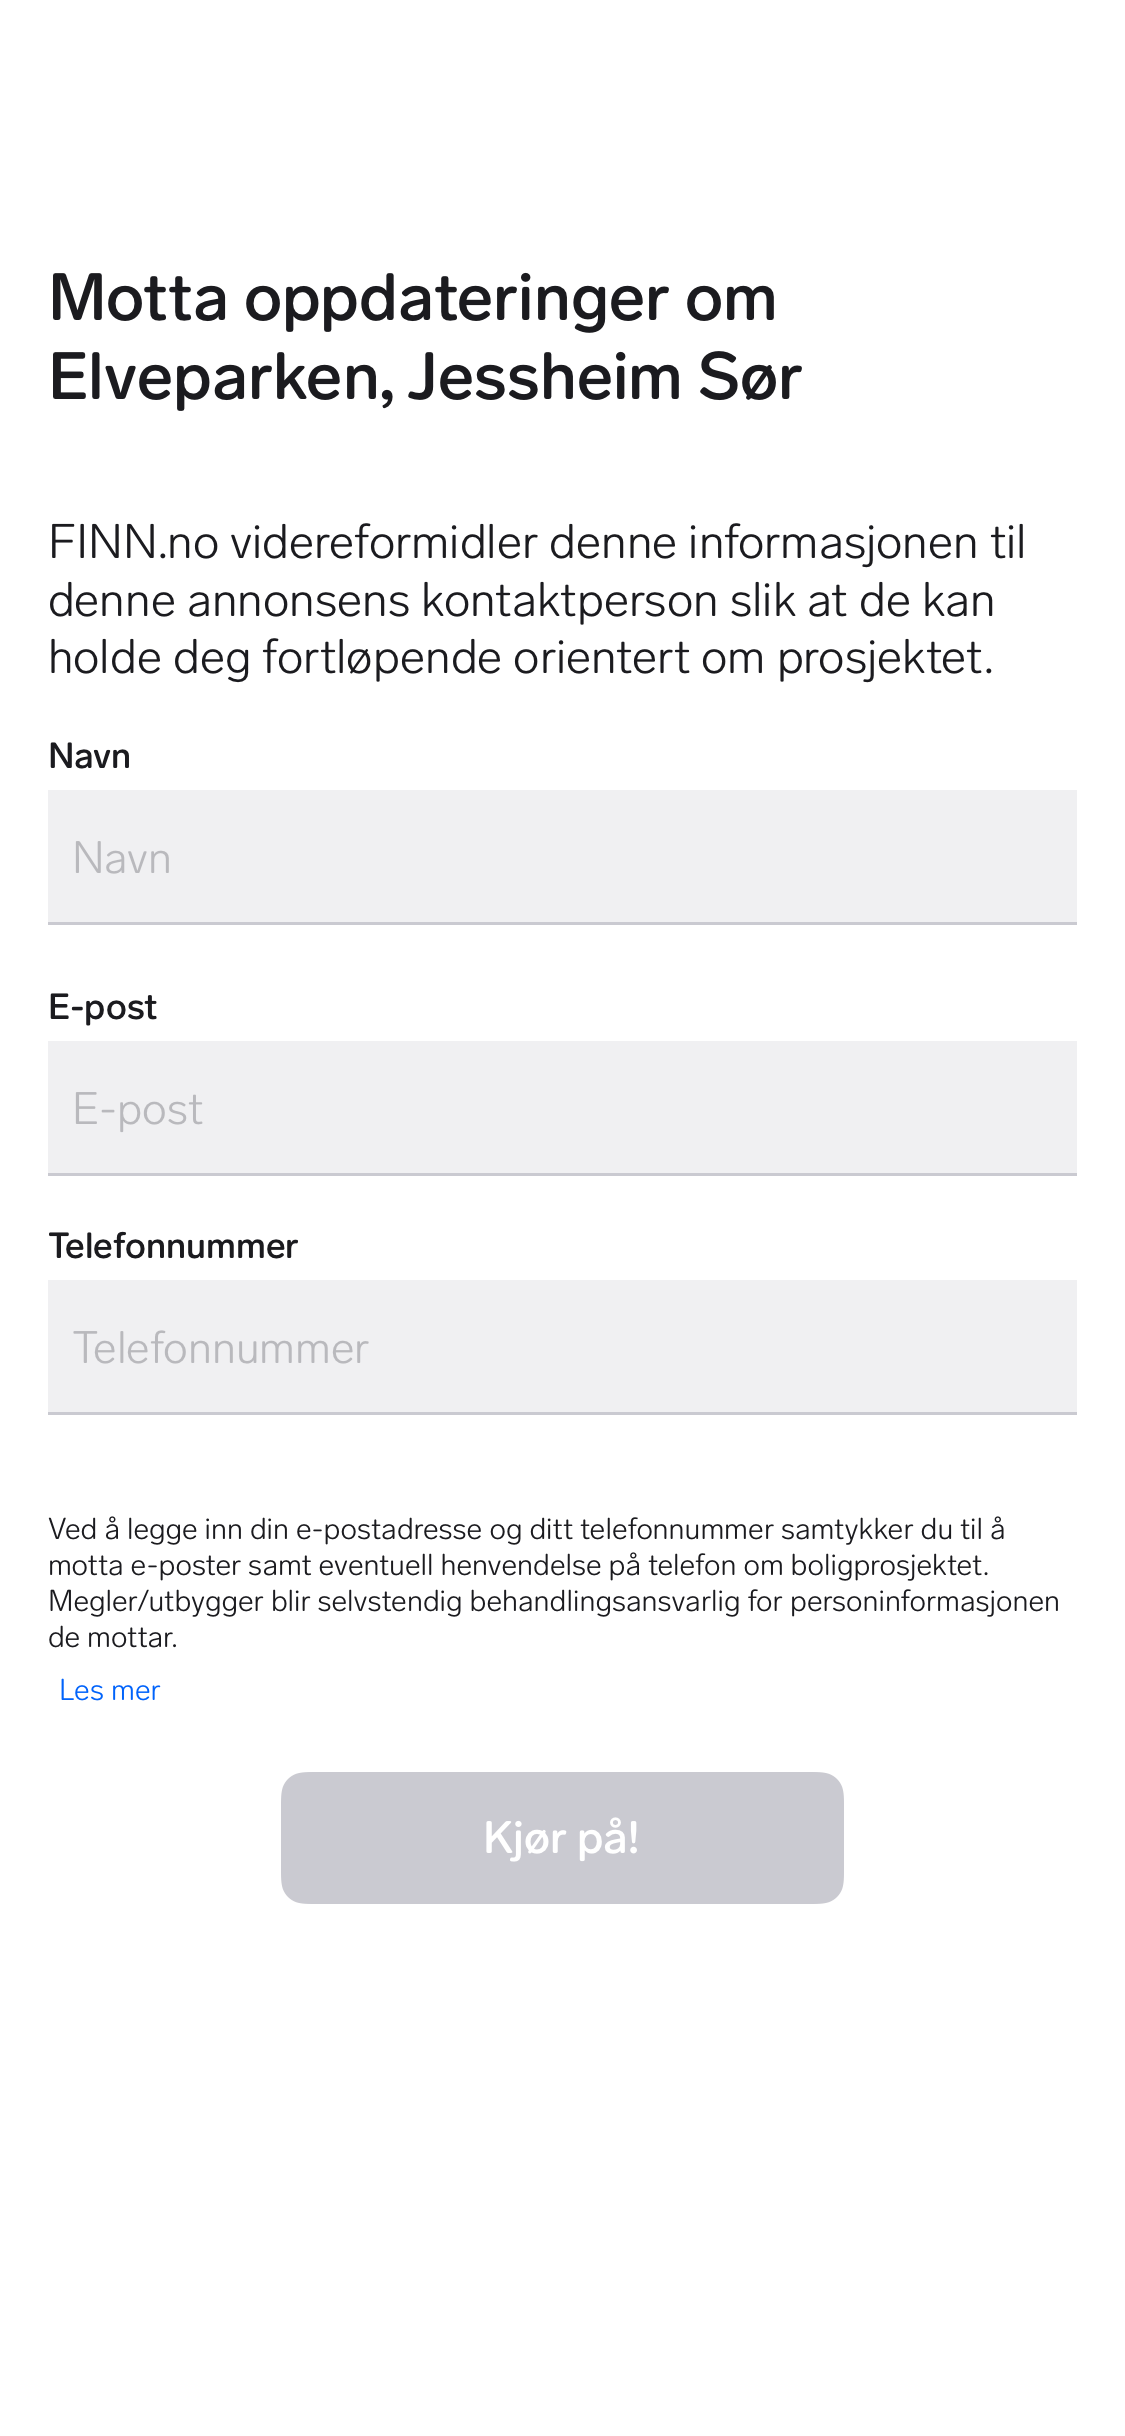 Motta oppdateringer om
Elveparken, Jessheim Sør
FINN.no videreformidler denne informasjonen til
denne annonsens kontaktperson slik at de kan
holde deg fortløpende orientert om prosjektet.
Navn
Navn
E-post
E-post
Telefonnummer
Telefonnummer
Ved å legge inn din e-postadresse og ditt telefonnummer samtykker du til å
motta e-poster samt eventuell henvendelse på telefon om boligprosjektet.
Megler/utbygger blir selvstendig behandlingsansvarlig for personinformasjonen
de mottar.
Les mer
Kjør på!